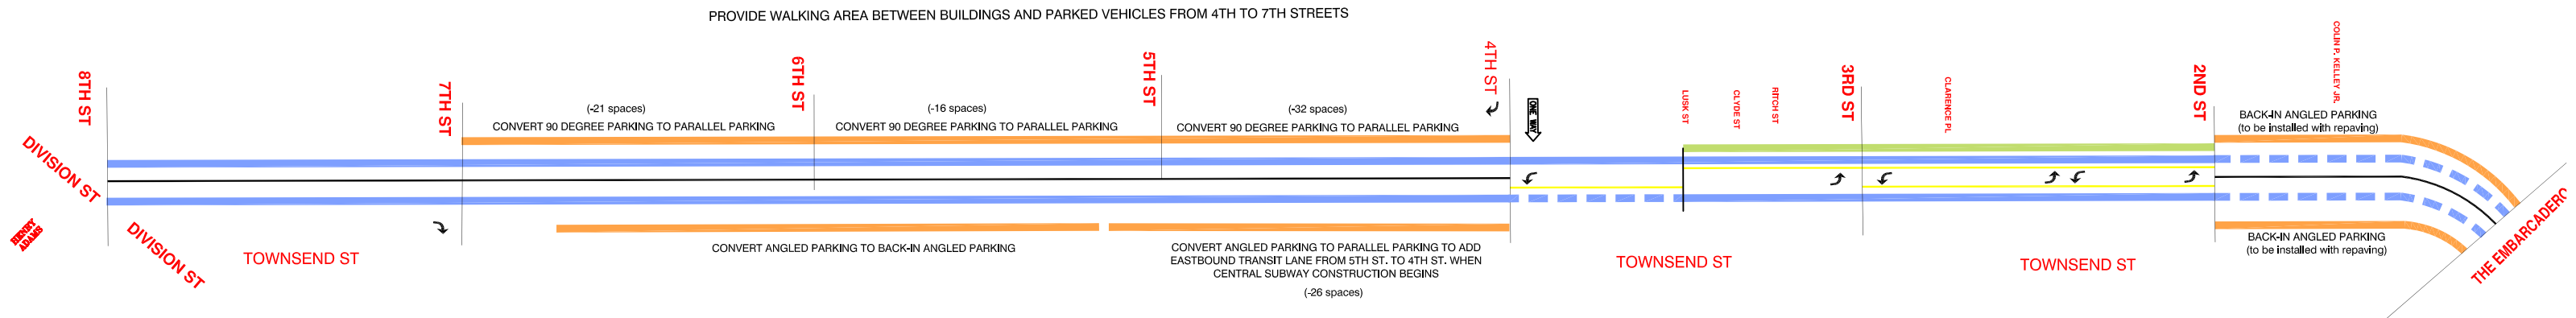 PROVIDE WALKING AREA BETWEEN BUILDINGS AND PARKED VEHICLES FROM 4TH TO 7TH STREETS
8TH ST
7TH ST
6TH ST
5TH ST
4TH ST
ONE WAY
LUSK ST
CLYDE ST
RITCH ST
3RD ST
CLARENCE PL
2ND ST
COLIN P. KELLEY JR.
(-21 spaces)
CONVERT 90 DEGREE PARKING TO PARALLEL PARKING
(-16 spaces)
CONVERT 90 DEGREE PARKING TO PARALLEL PARKING
(-32 spaces)
CONVERT 90 DEGREE PARKING TO PARALLEL PARKING
BACK-IN ANGLED PARKING
(to be installed with repaving)
DIVISION ST
HENRY
ADAMS
DIVISION ST
TOWNSEND ST
CONVERT ANGLED PARKING TO BACK-IN ANGLED PARKING
CONVERT ANGLED PARKING TO PARALLEL PARKING TO ADD
EASTBOUND TRANSIT LANE FROM 5TH ST. TO 4TH ST. WHEN
CENTRAL SUBWAY CONSTRUCTION BEGINS
(-26 spaces)
TOWNSEND ST
TOWNSEND ST
BACK-IN ANGLED PARKING
(to be installed with repaving)
THE EMBARCADERO